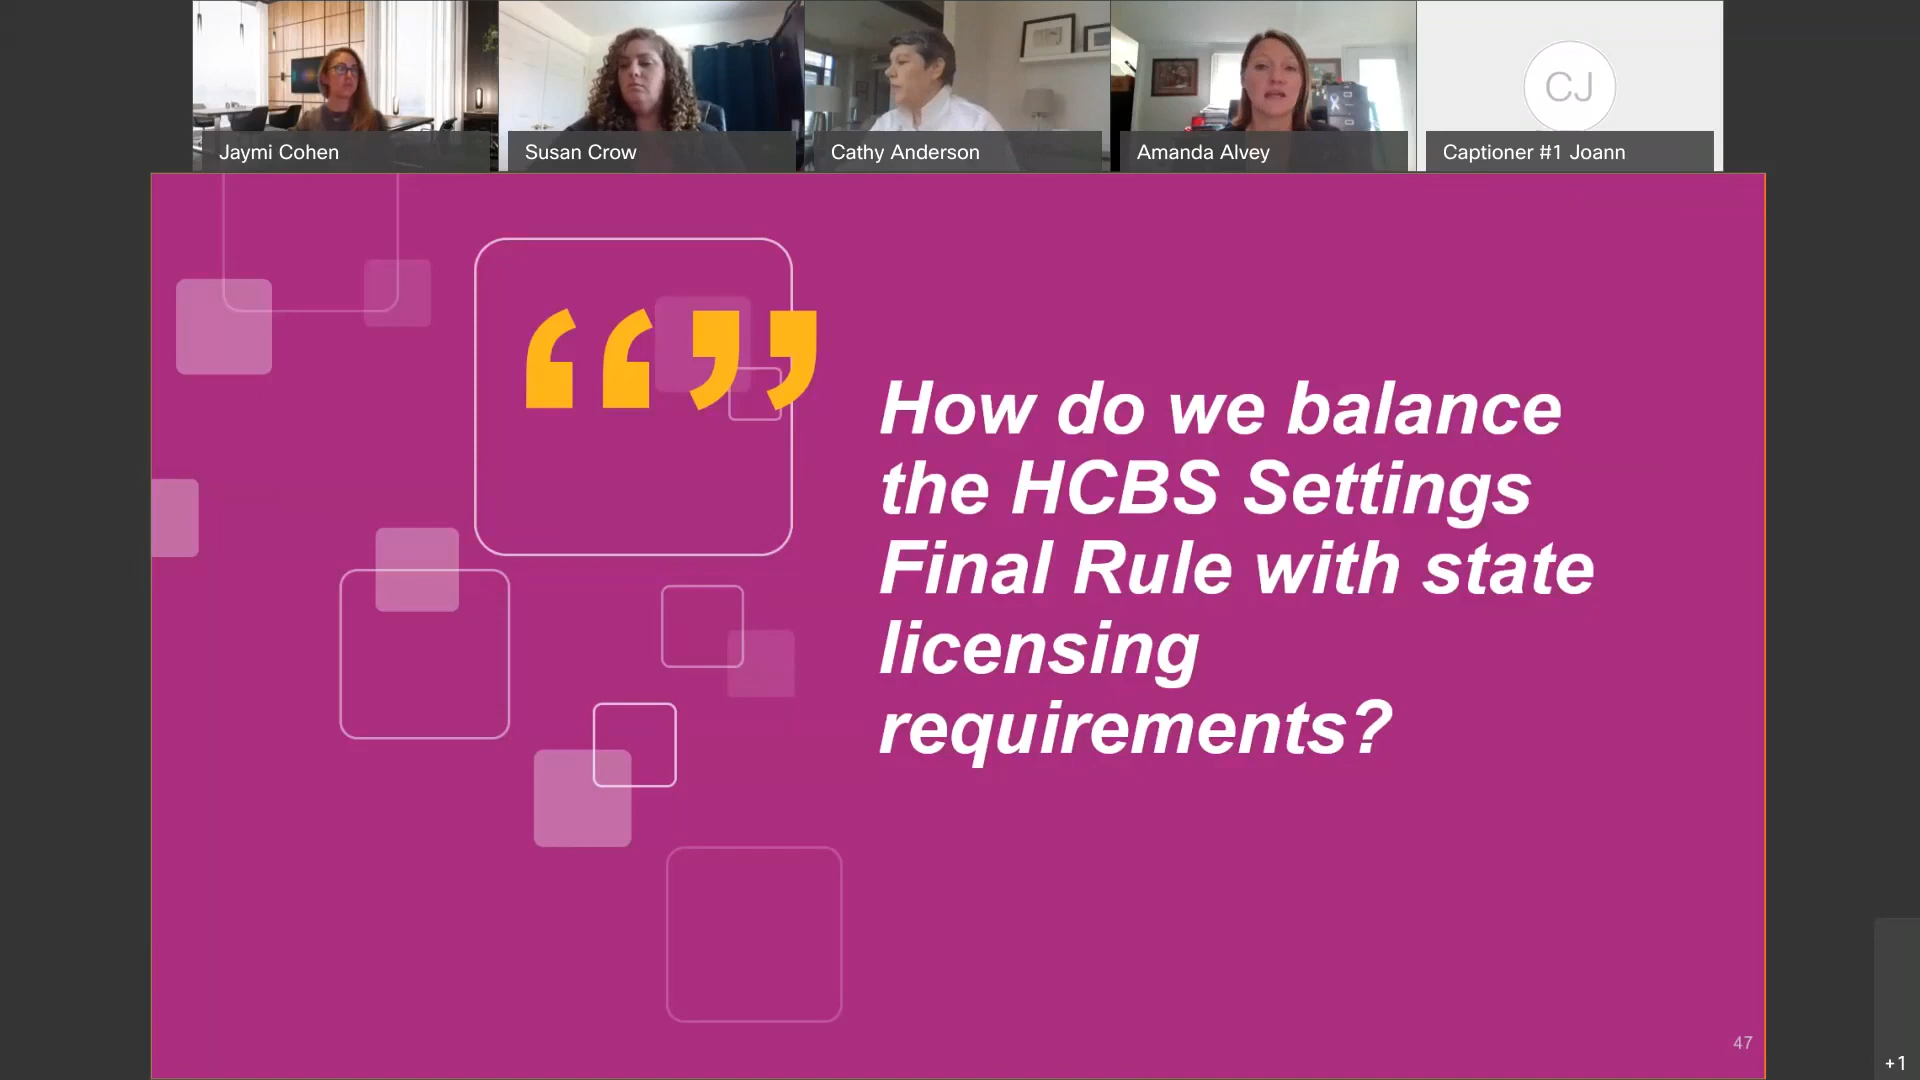 Jaymi Cohen
Susan Crow
Cathy Anderson
Amanda Alvey
CJ
Captioner #1 Joann
“ ”
How do we balance
the HCBS Settings
Final Rule with state
licensing
requirements?
47
+1